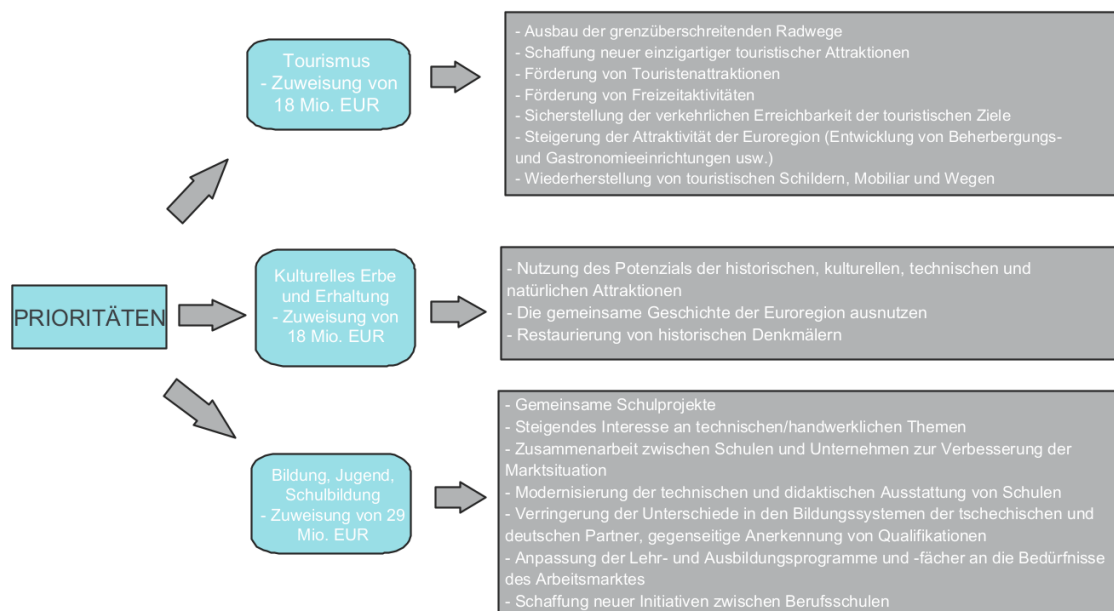 PRIORITÄTEN
Tourismus
- Zuweisung von
18 Mio. EUR
- Ausbau der grenzüberschreitenden Radwege
- Schaffung neuer einzigartiger touristischer Attraktionen
- Förderung von Touristenattraktionen
- Förderung von Freizeitaktivitäten
- Sicherstellung der verkehrlichen Erreichbarkeit der touristischen Ziele
- Steigerung der Attraktivität der Euroregion (Entwicklung von Beherbergungs-
und Gastronomieeinrichtungen usw.)
- Wiederherstellung von touristischen Schildern, Mobiliar und Wegen
Kulturelles Erbe
und Erhaltung
- Zuweisung von
18 Mio. EUR
- Nutzung des Potenzials der historischen, kulturellen, technischen und
natürlichen Attraktionen
- Die gemeinsame Geschichte der Euroregion ausnutzen
- Restaurierung von historischen Denkmälern
Bildung, Jugend,
Schulbildung
- Zuweisung von 29
Mio. EUR
- Gemeinsame Schulprojekte
- Steigendes Interesse an technischen/handwerklichen Themen
- Zusammenarbeit zwischen Schulen und Unternehmen zur Verbesserung der
Marktsituation
- Modernisierung der technischen und didaktischen Ausstattung von Schulen
- Verringerung der Unterschiede in den Bildungssystemen der tschechischen und
deutschen Partner, gegenseitige Anerkennung von Qualifikationen
- Anpassung der Lehr- und Ausbildungsprogramme und -fächer an die Bedürfnisse
des Arbeitsmarktes
- Schaffung neuer Initiativen zwischen Berufsschulen